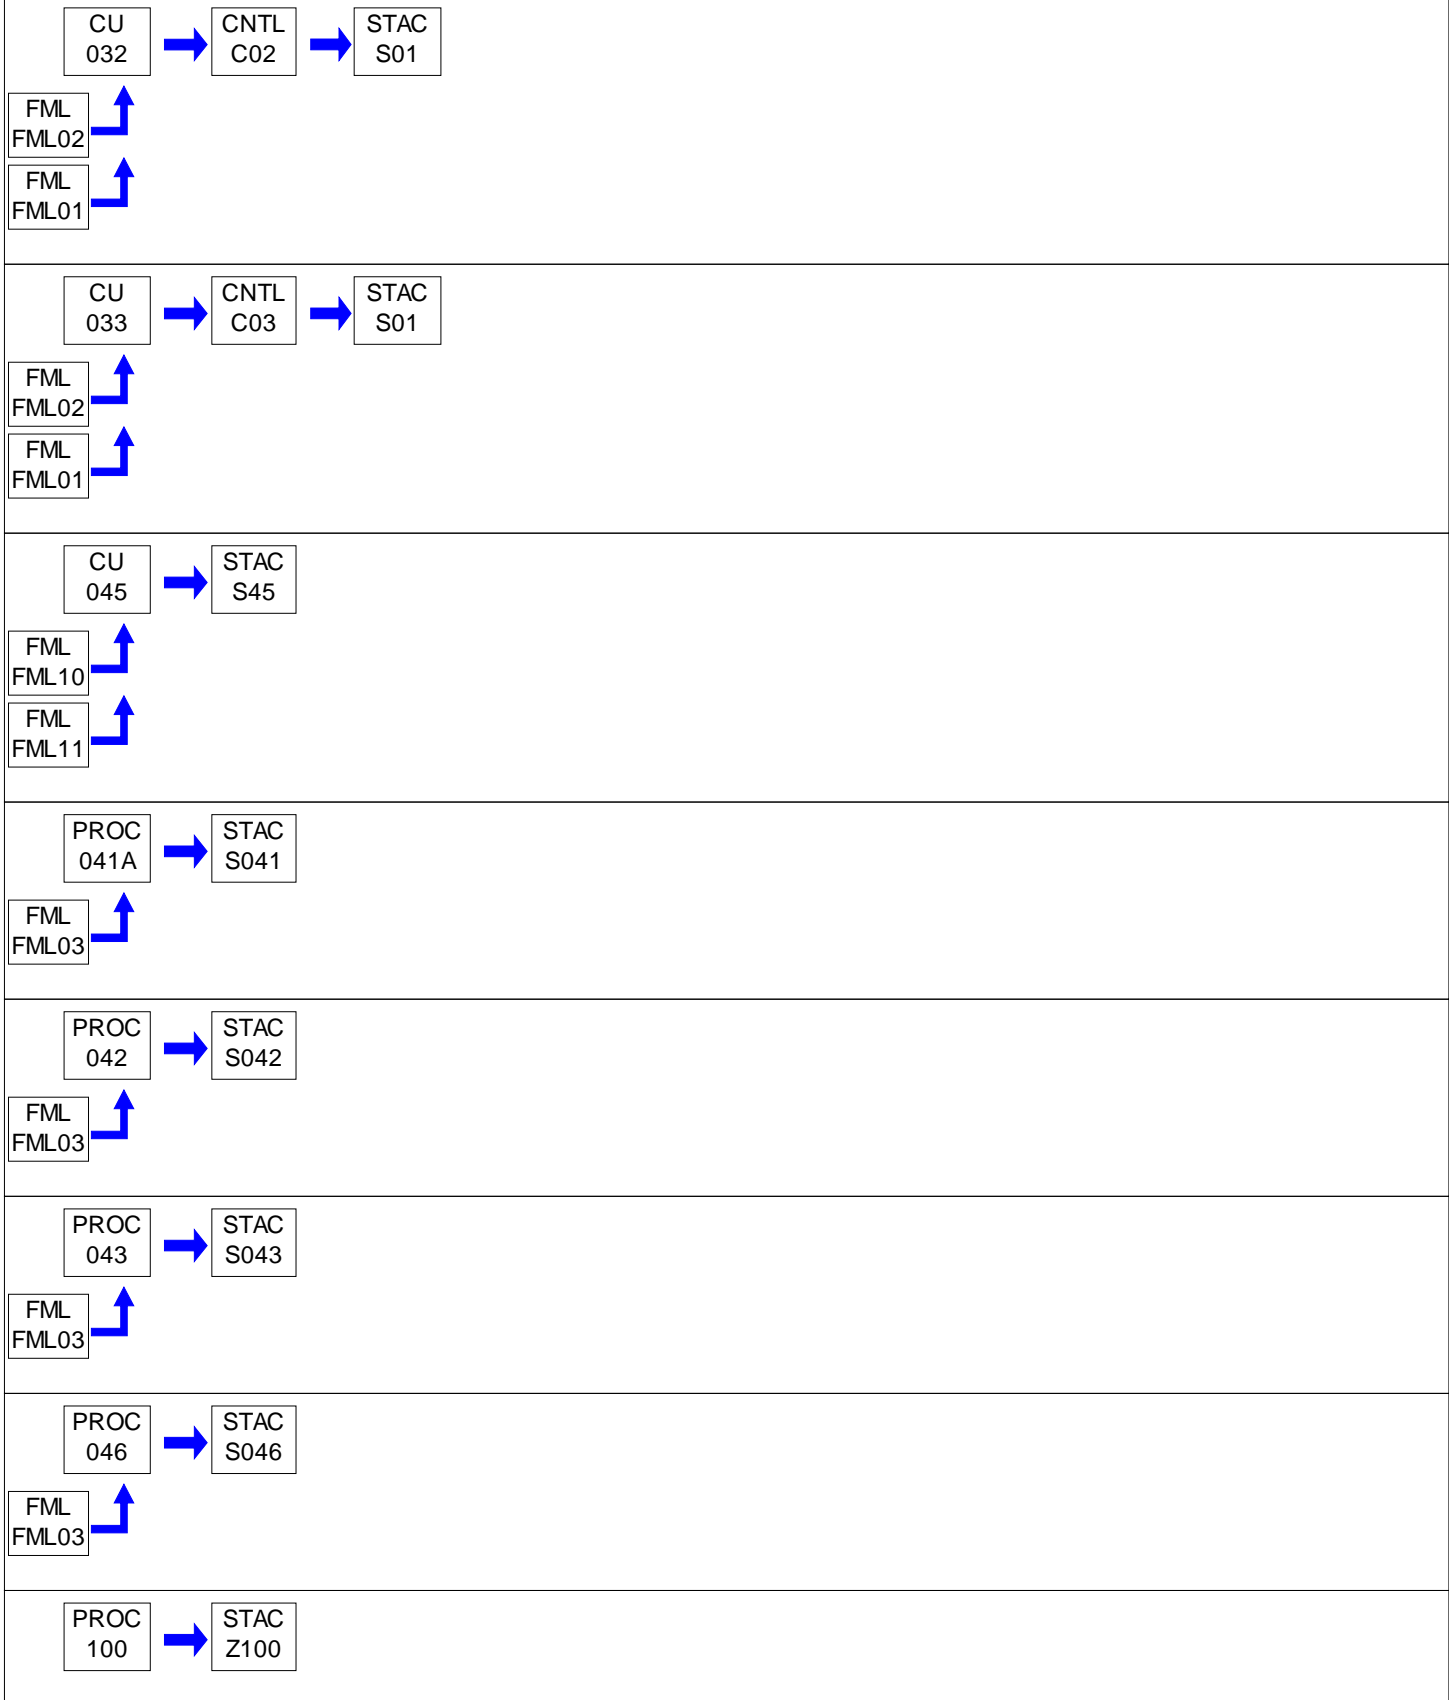 CU
032
CNTL
C02
STAC
S01
FML
FML02
FML
FML01
CU
033
CNTL
C03
STAC
S01
FML
FML02
FML
FML01
CU
045
STAC
S45
FML
FML10
FML
FML11
PROC
041A
STAC
S041
FML
FML03
PROC
042
STAC
S042
FML
FML03
PROC
043
STAC
S043
FML
FML03
PROC
046
STAC
S046
FML
FML03
PROC
100
STAC
Z100